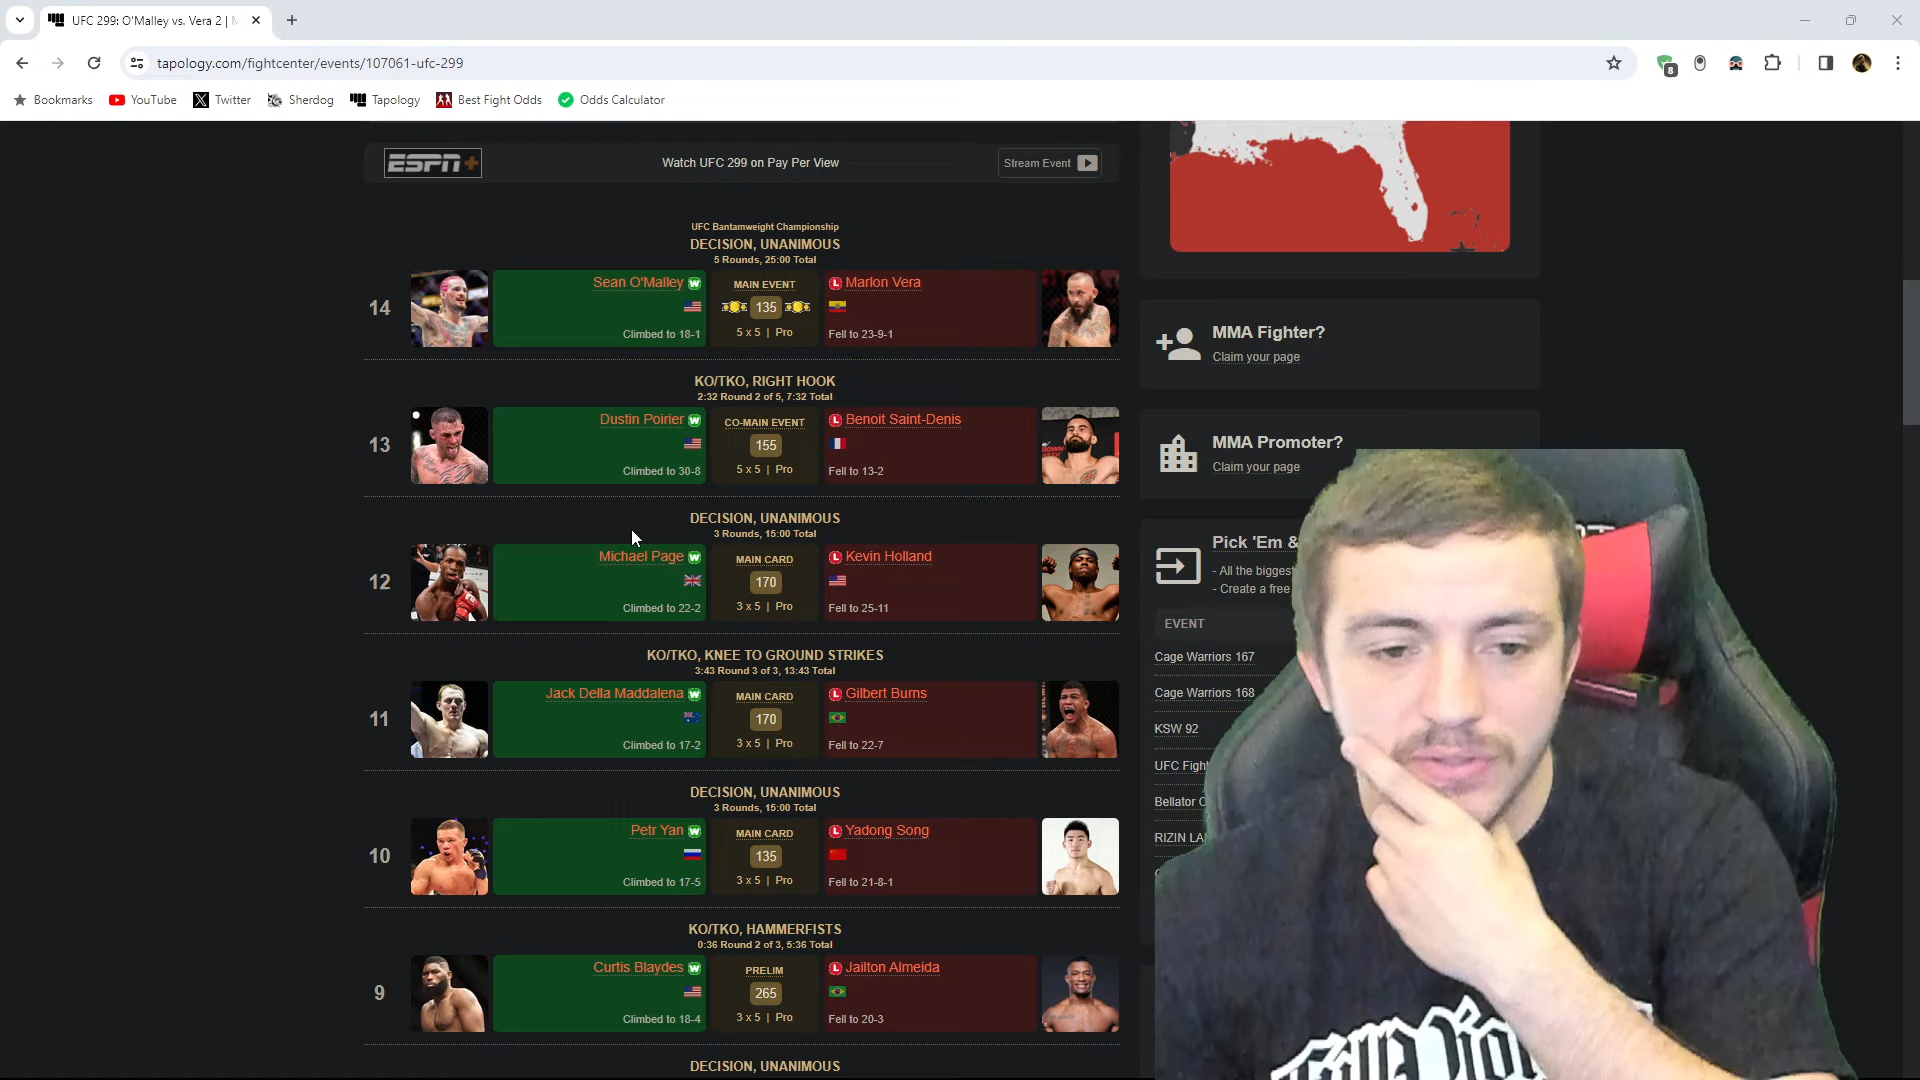 UFC 299: O'Malley vs. Vera 2 |
tapology.com/fightcenter/events/107061-ufc-299
8
Bookmarks YouTube Twitter Sherdog Tapology Best Fight Odds Odds Calculator
ESPN+ Watch UFC 299 on Pay Per View Stream Event
UFC Bantamweight Championship
DECISION, UNANIMOUS
5 Rounds, 25:00 Total
14
Sean O'Malley W
Climbed to 18-1
MAIN EVENT
135
5 x 5 | Pro
L Marlon Vera
Fell to 23-9-1
KO/TKO, RIGHT HOOK
2:32 Round 2 of 5, 7:32 Total
13
Dustin Poirier W
Climbed to 30-8
CO-MAIN EVENT
155
5 x 5 | Pro
L Benoit Saint-Denis
Fell to 13-2
DECISION, UNANIMOUS
3 Rounds, 15:00 Total
12
Michael Page W
Climbed to 22-2
MAIN CARD
170
3 x 5 | Pro
L Kevin Holland
Fell to 25-11
KO/TKO, KNEE TO GROUND STRIKES
3:43 Round 3 of 3, 13:43 Total
11
Jack Della Maddalena W
Climbed to 17-2
MAIN CARD
170
3 x 5 | Pro
L Gilbert Burns
Fell to 22-7
DECISION, UNANIMOUS
3 Rounds, 15:00 Total
10
Petr Yan W
Climbed to 17-5
MAIN CARD
135
3 x 5 | Pro
L Yadong Song
Fell to 21-8-1
KO/TKO, HAMMERFISTS
0:36 Round 2 of 3, 5:36 Total
9
Curtis Blaydes W
Climbed to 18-4
PRELIM
265
3 x 5 | Pro
L Jailton Almeida
Fell to 20-3
DECISION, UNANIMOUS
MMA Fighter?
Claim your page
MMA Promoter?
Claim your page
Pick 'Em &
- All the biggest
- Create a free
EVENT
Cage Warriors 167
Cage Warriors 168
KSW 92
UFC Fight
Bellator
RIZIN